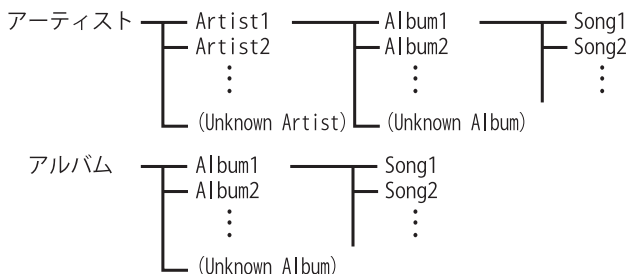 アーティスト Artist1 Album1 Song1
Artist2 Album2 Song2
(Unknown Artist) (Unknown Album)
アルバム Album1 Song1
Album2 Song2
(Unknown Album)